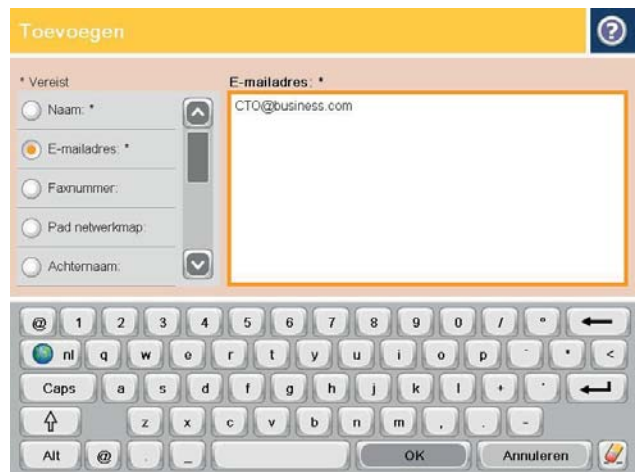 Toevoegen
* Vereist
E-mailadres: *
Naam: *
CTO@business.com
E-mailadres: *
Faxnummer:
Pad netwerkmap:
Achternaam:
@ 1 2 3 4 5 6 7 8 9 0 / °
nl q w e r t y u i o p ¨ * <
Caps a s d f g h j k l + ´
z x c v b n m , . -
Alt @ . _ OK Annuleren